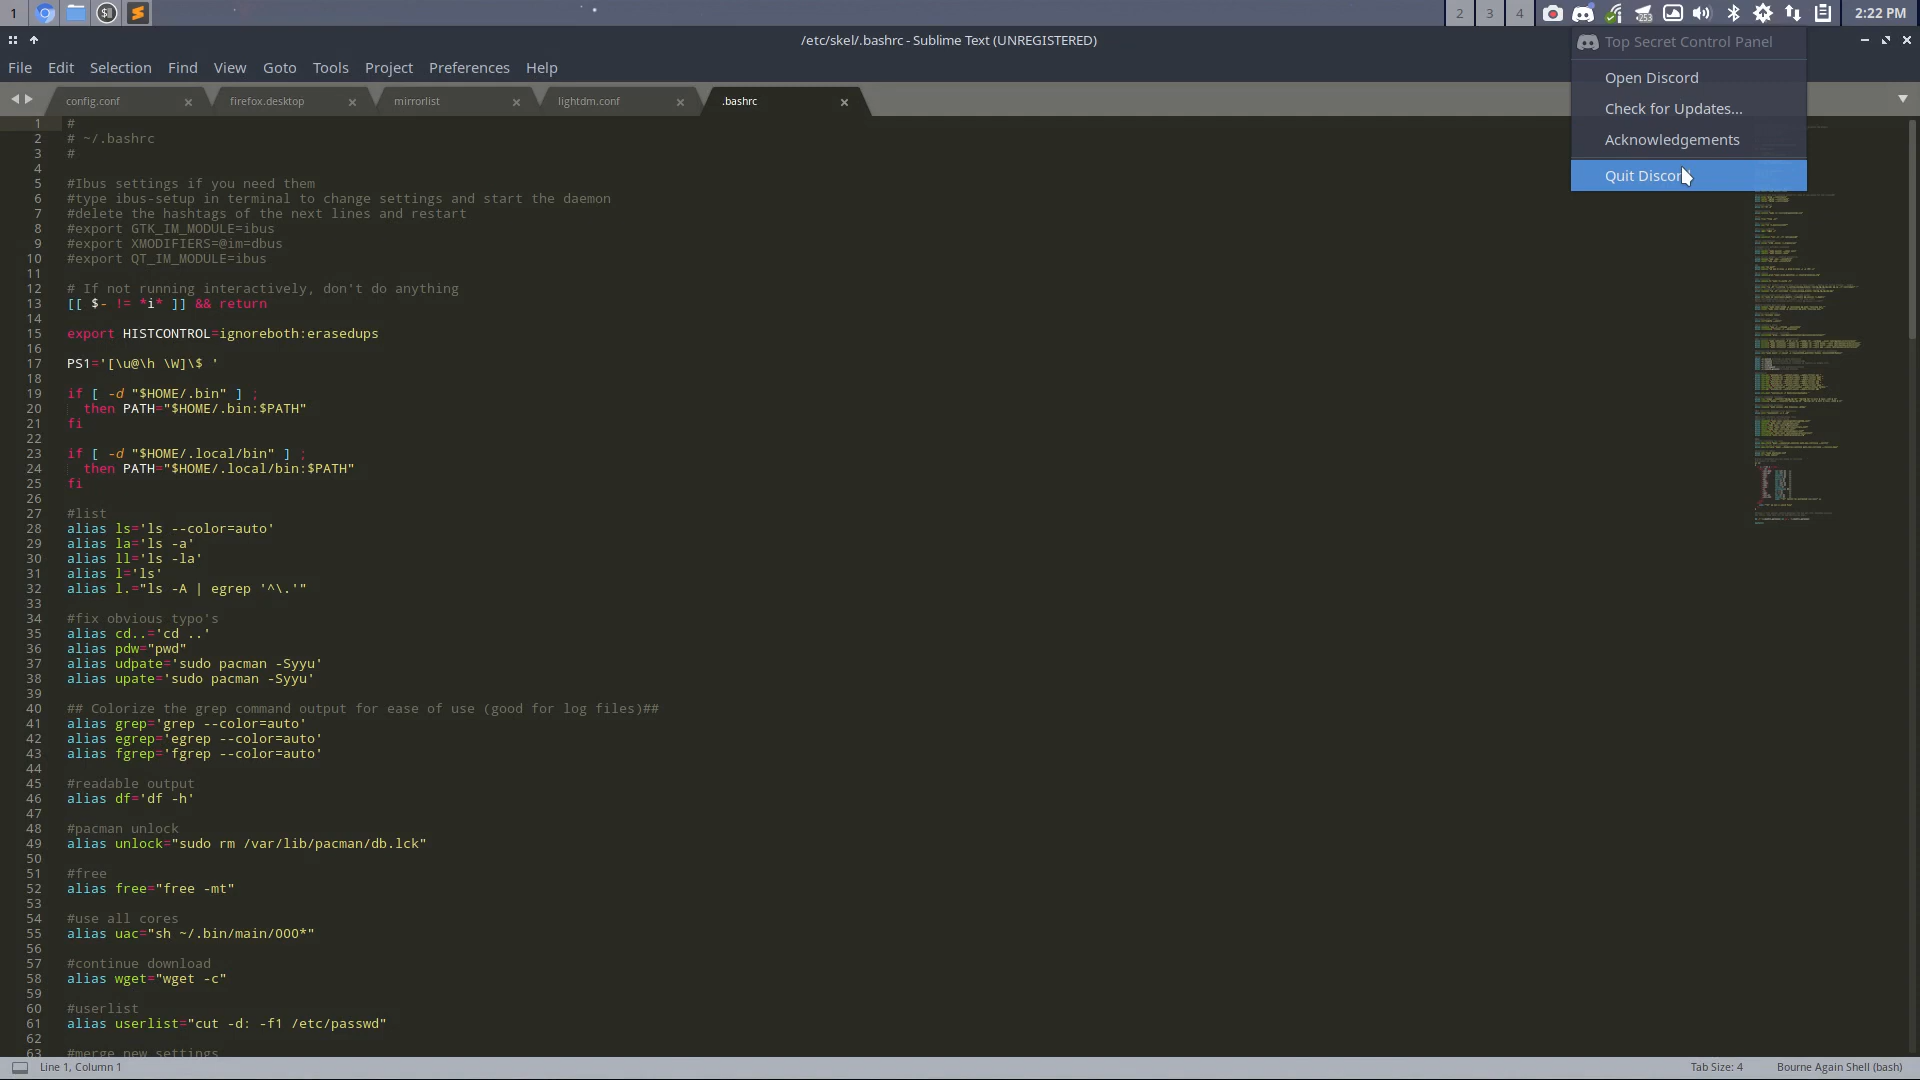 1
2 3 4
253
2:22 PM
/etc/skel/.bashrc - Sublime Text (UNREGISTERED)
File Edit Selection Find View Goto Tools Project Preferences Help
config.conf firefox.desktop mirrorlist lightdm.conf .bashrc
Top Secret Control Panel
Open Discord
Check for Updates...
Acknowledgements
Quit Discord
1 #
2 # ~/.bashrc
3 #
4
5 #Ibus settings if you need them
6 #type ibus-setup in terminal to change settings and start the daemon
7 #delete the hashtags of the next lines and restart
8 #export GTK_IM_MODULE=ibus
9 #export XMODIFIERS=@im=dbus
10 #export QT_IM_MODULE=ibus
11
12 # If not running interactively, don't do anything
13 [[ $- != *i* ]] && return
14
15 export HISTCONTROL=ignoreboth:erasedups
16
17 PS1='[\u@\h \W]\$ '
18
19 if [ -d "$HOME/.bin" ] ;
20 then PATH="$HOME/.bin:$PATH"
21 fi
22
23 if [ -d "$HOME/.local/bin" ] ;
24 then PATH="$HOME/.local/bin:$PATH"
25 fi
26
27 #list
28 alias ls='ls --color=auto'
29 alias la='ls -a'
30 alias ll='ls -la'
31 alias l='ls'
32 alias l.="ls -A | egrep '^\.'"
33
34 #fix obvious typo's
35 alias cd..='cd ..'
36 alias pdw="pwd"
37 alias udpate='sudo pacman -Syyu'
38 alias upate='sudo pacman -Syyu'
39
40 ## Colorize the grep command output for ease of use (good for log files)##
41 alias grep='grep --color=auto'
42 alias egrep='egrep --color=auto'
43 alias fgrep='fgrep --color=auto'
44
45 #readable output
46 alias df='df -h'
47
48 #pacman unlock
49 alias unlock="sudo rm /var/lib/pacman/db.lck"
50
51 #free
52 alias free="free -mt"
53
54 #use all cores
55 alias uac="sh ~/.bin/main/000*"
56
57 #continue download
58 alias wget="wget -c"
59
60 #userlist
61 alias userlist="cut -d: -f1 /etc/passwd"
62
63 #merge new settings
Line 1, Column 1
Tab Size: 4
Bourne Again Shell (bash)